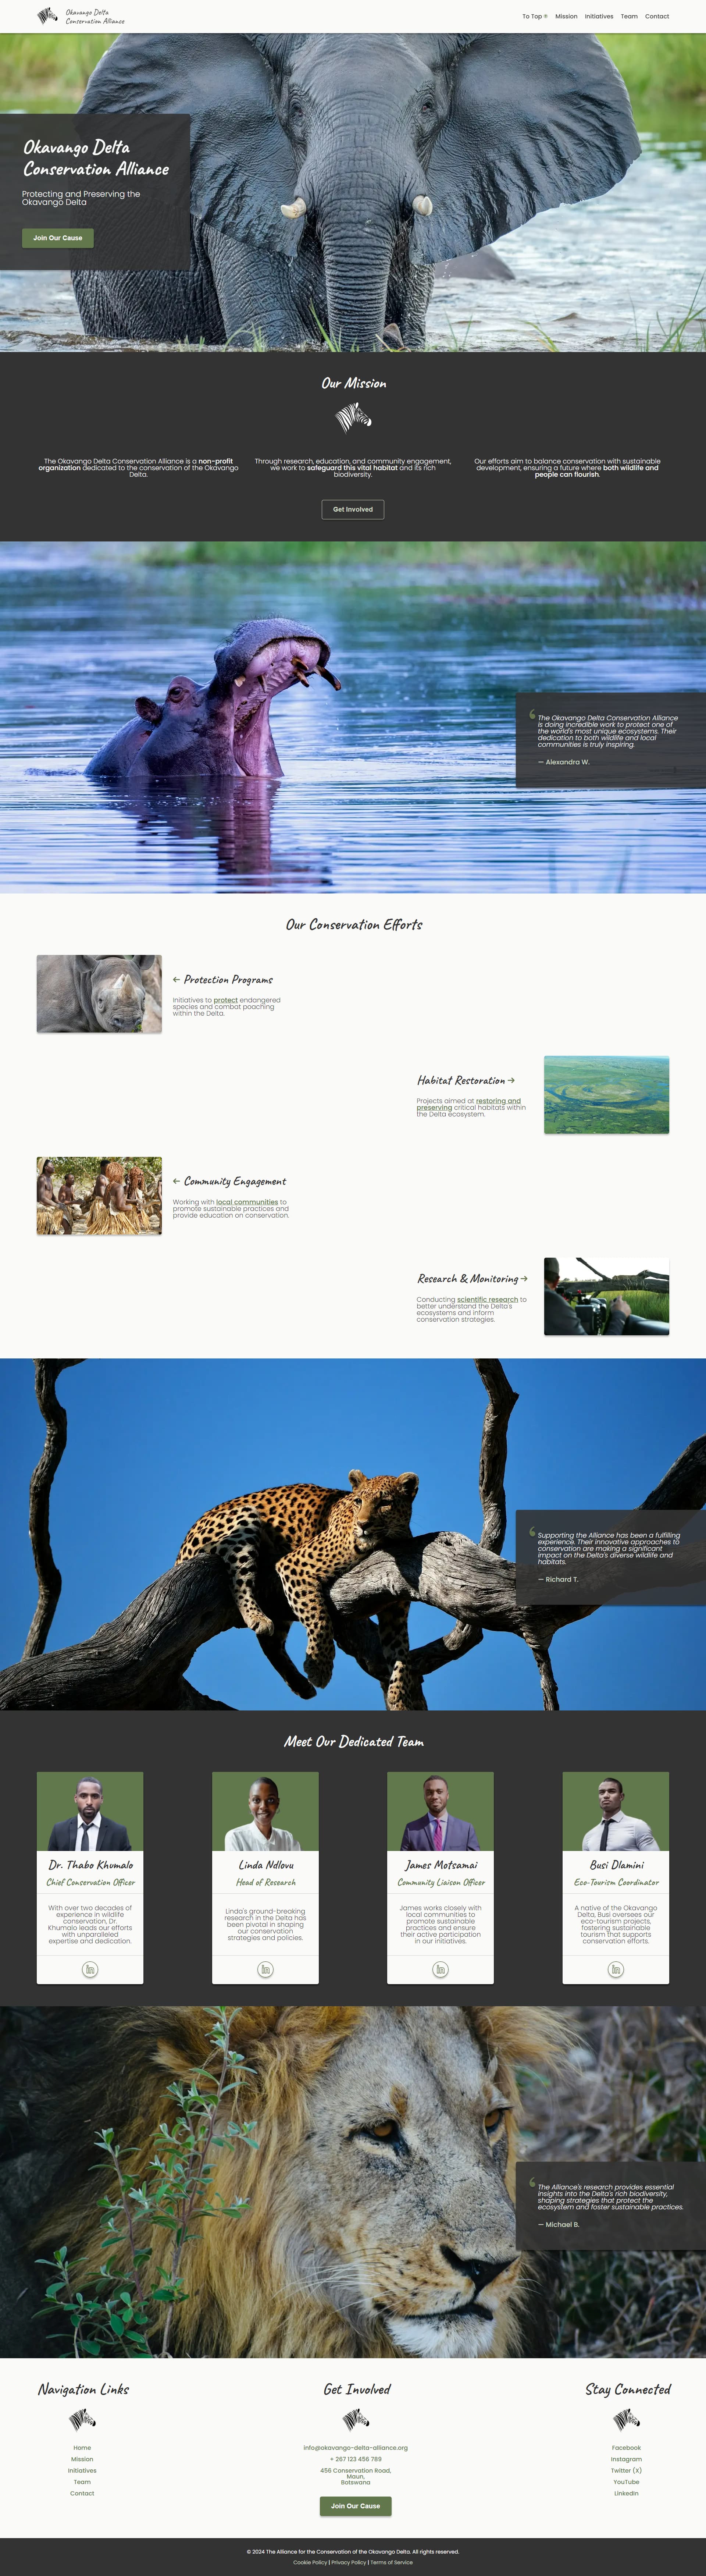 Okavango Delta
Conservation Alliance
To Top
Mission
Initiatives
Team
Contact
Okavango Delta
Conservation Alliance
Protecting and Preserving the
Okavango Delta
Join Our Cause
Our Mission
The Okavango Delta Conservation Alliance is a non-profit
organization dedicated to the conservation of the Okavango
Delta.
Through research, education, and community engagement,
we work to safeguard this vital habitat and its rich
biodiversity.
Our efforts aim to balance conservation with sustainable
development, ensuring a future where both wildlife and
people can flourish.
Get Involved
The Okavango Delta Conservation Alliance
is doing incredible work to protect one of
the world's most unique ecosystems. Their
dedication to both wildlife and local
communities is truly inspiring.
— Alexandra W.
Our Conservation Efforts
← Protection Programs
Initiatives to protect endangered
species and combat poaching
within the Delta.
Habitat Restoration →
Projects aimed at restoring and
preserving critical habitats within
the Delta ecosystem.
← Community Engagement
Working with local communities to
promote sustainable practices and
provide education on conservation.
Research & Monitoring →
Conducting scientific research to
better understand the Delta's
ecosystems and inform
conservation strategies.
Supporting the Alliance has been a fulfilling
experience. Their innovative approaches to
conservation are making a significant
impact on the Delta's diverse wildlife and
habitats.
— Richard T.
Meet Our Dedicated Team
Dr. Thabo Khumalo
Chief Conservation Officer
With over two decades of
experience in wildlife
conservation, Dr.
Khumalo leads our efforts
with unparalleled
expertise and dedication.
Linda Ndlovu
Head of Research
Linda's ground-breaking
research in the Delta has
been pivotal in shaping
our conservation
strategies and policies.
James Motsamai
Community Liaison Officer
James works closely with
local communities to
promote sustainable
practices and ensure
their active participation
in our initiatives.
Busi Dlamini
Eco-Tourism Coordinator
A native of the Okavango
Delta, Busi oversees our
eco-tourism projects,
fostering sustainable
tourism that supports
conservation efforts.
The Alliance's research provides essential
insights into the Delta's rich biodiversity,
shaping strategies that protect the
ecosystem and foster sustainable practices.
— Michael B.
Navigation Links
Home
Mission
Initiatives
Team
Contact
Get Involved
info@okavango-delta-alliance.org
+ 267 123 456 789
456 Conservation Road,
Maun,
Botswana
Join Our Cause
Stay Connected
Facebook
Instagram
Twitter (X)
YouTube
LinkedIn
© 2024 The Alliance for the Conservation of the Okavango Delta. All rights reserved.
Cookie Policy | Privacy Policy | Terms of Service